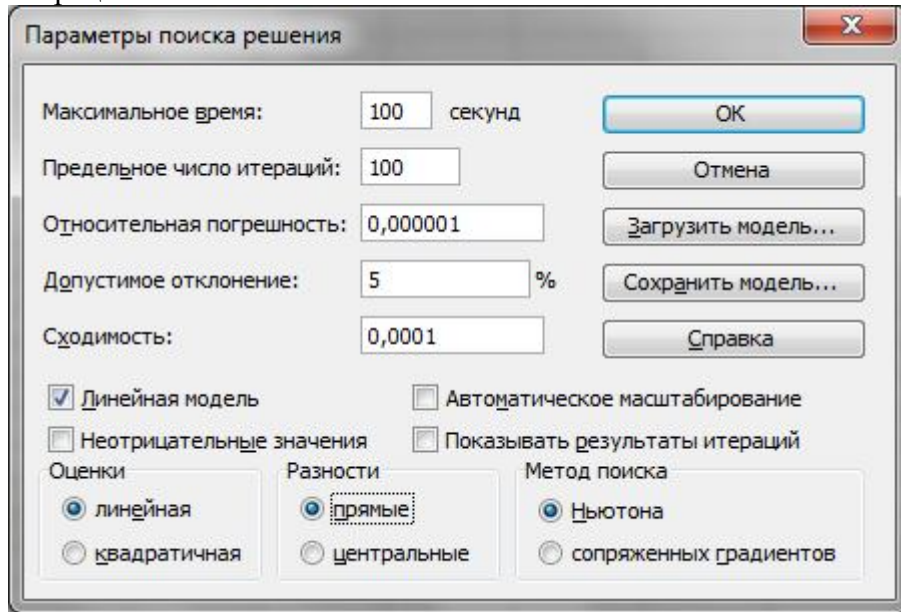 Параметры поиска решения
Максимальное время: 100 секунд ОК
Предельное число итераций: 100 Отмена
Относительная погрешность: 0,000001 Загрузить модель...
Допустимое отклонение: 5 % Сохранить модель...
Сходимость: 0,0001 Справка
Линейная модель Автоматическое масштабирование
Неотрицательные значения Показывать результаты итераций
Оценки Разности Метод поиска
линейная прямые Ньютона
квадратичная центральные сопряженных градиентов